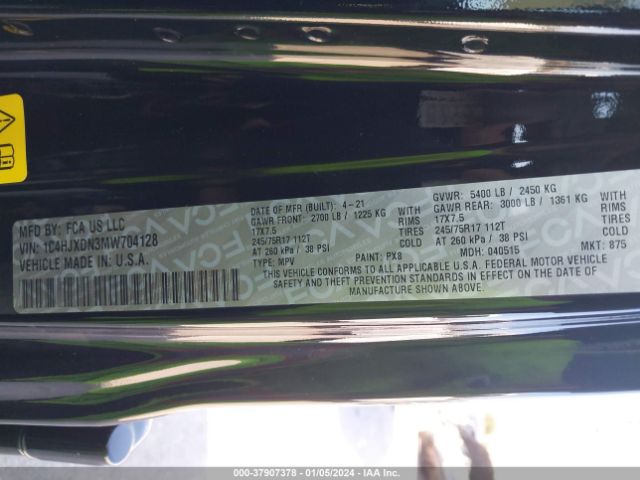 MFD BY: FCA US LLC
VIN: 1C4HJXDN3MW704128
VEHICLE MADE IN: U.S.A.
DATE OF MFR (BUILT): 4-21
GAWR FRONT: 2700 LB / 1225 KG WITH
17X7.5 RIMS
245/75R17 112T TIRES
AT 260 kPa / 38 PSI COLD
TYPE: MPV PAINT: PX8
GVWR: 5400 LB / 2450 KG
GAWR REAR: 3000 LB / 1361 KG WITH
17X7.5 RIMS
245/75R17 112T TIRES
AT 260 kPa / 38 PSI COLD
MDH: 040515 MKT: 875
THIS VEHICLE CONFORMS TO ALL APPLICABLE U.S.A. FEDERAL MOTOR VEHICLE
SAFETY AND THEFT PREVENTION STANDARDS IN EFFECT ON THE DATE OF
MANUFACTURE SHOWN ABOVE.
000-37907378 - 01/05/2024 - IAA Inc.